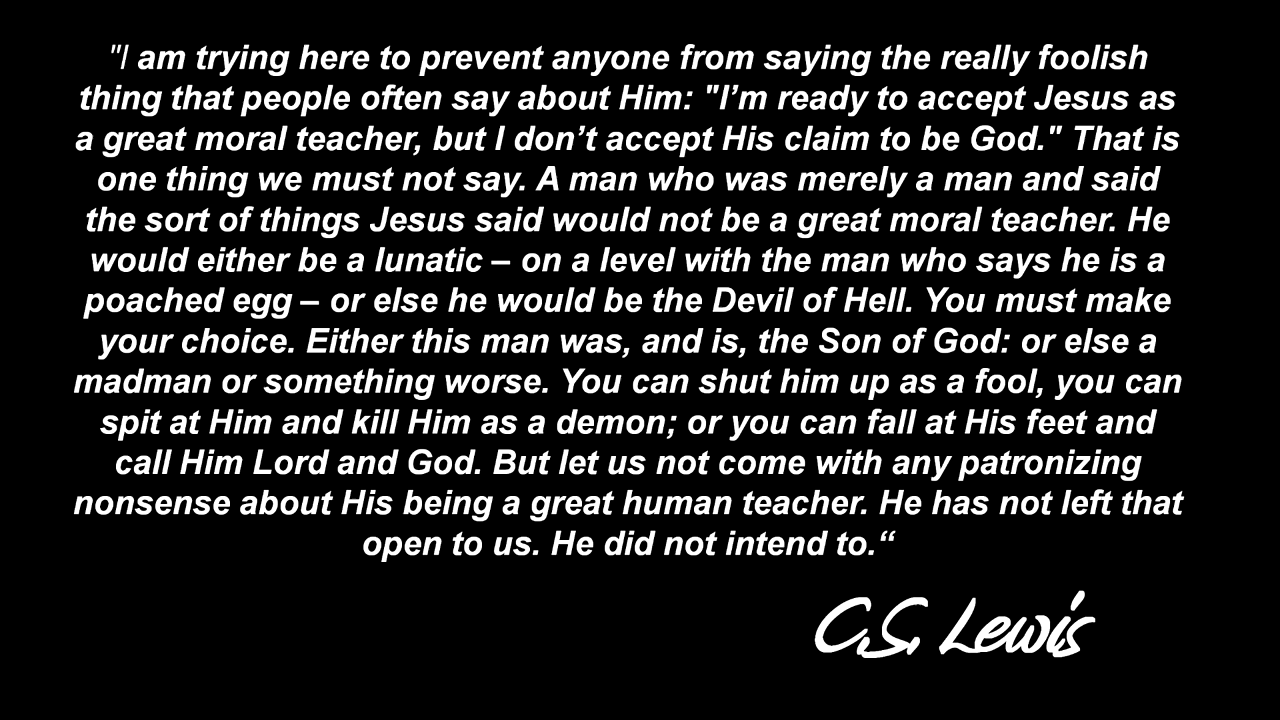 "I am trying here to prevent anyone from saying the really foolish
thing that people often say about Him: "I’m ready to accept Jesus as
a great moral teacher, but I don’t accept His claim to be God." That is
one thing we must not say. A man who was merely a man and said
the sort of things Jesus said would not be a great moral teacher. He
would either be a lunatic – on a level with the man who says he is a
poached egg – or else he would be the Devil of Hell. You must make
your choice. Either this man was, and is, the Son of God: or else a
madman or something worse. You can shut him up as a fool, you can
spit at Him and kill Him as a demon; or you can fall at His feet and
call Him Lord and God. But let us not come with any patronizing
nonsense about His being a great human teacher. He has not left that
open to us. He did not intend to.“
C.S. Lewis